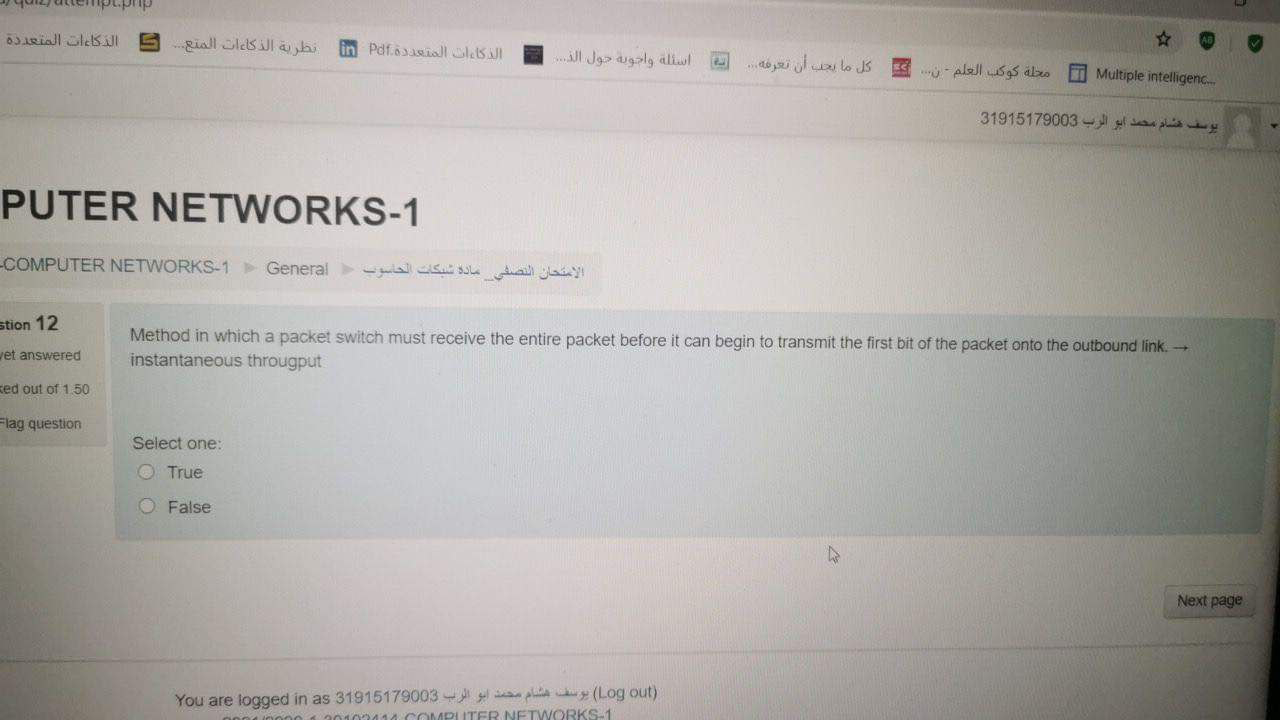 الذكاءات المتعددة
نظرية الذكاءات المتع...
الذكاءات المتعددة.Pdf
اسئلة واجوبة حول الذ...
كل ما يجب أن تعرفه...
مجلة كوكب العلم - ن...
Multiple intelligenc...
يوسف هشام محمد ابو الرب 31915179003
PUTER NETWORKS-1
-COMPUTER NETWORKS-1 ► General ► الامتحان النصفي_ مادة شبكات الحاسوب
stion 12
yet answered
ked out of 1.50
Flag question
Method in which a packet switch must receive the entire packet before it can begin to transmit the first bit of the packet onto the outbound link. →
instantaneous througput
Select one:
True
False
Next page
You are logged in as يوسف هشام محمد ابو الرب 31915179003 (Log out)
COMPUTER NETWORKS-1